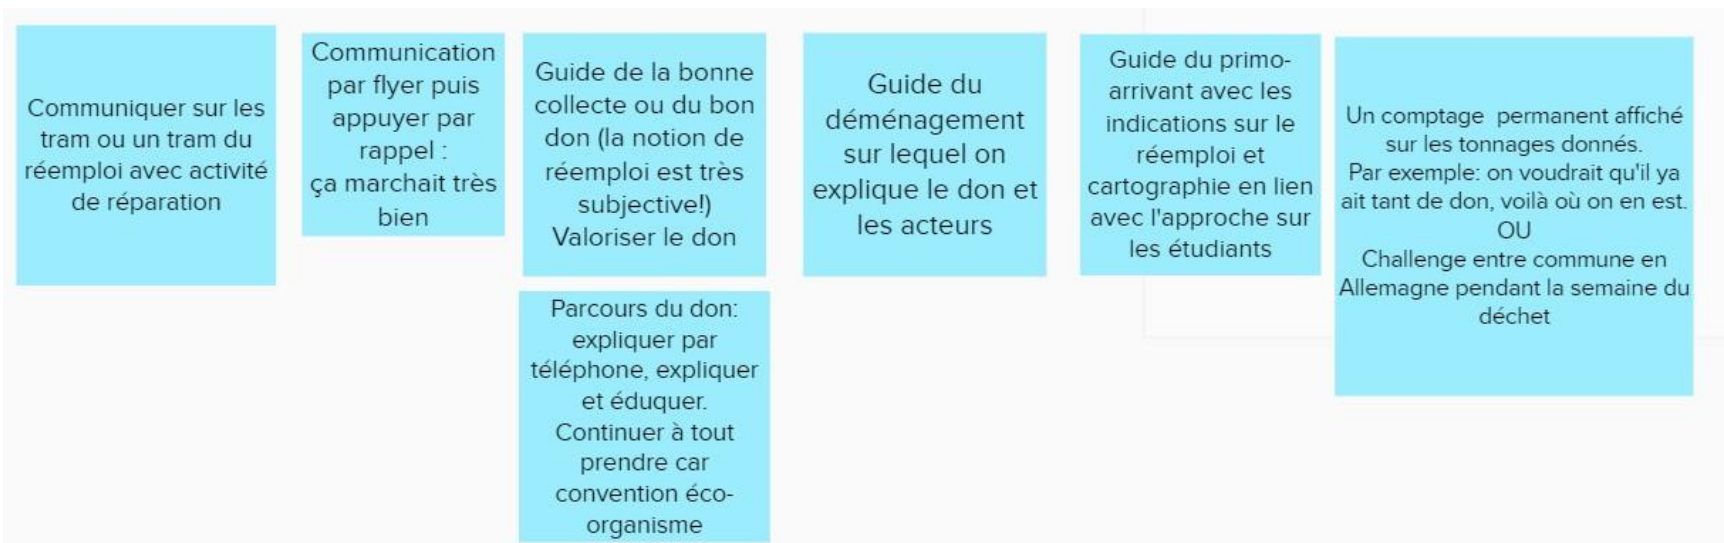 Communiquer sur les
tram ou un tram du
réemploi avec activité
de réparation
Communication
par flyer puis
appuyer par
rappel :
ça marchait très
bien
Guide de la bonne
collecte ou du bon
don (la notion de
réemploi est très
subjective!)
Valoriser le don
Parcours du don:
expliquer par
téléphone, expliquer
et éduquer.
Continuer à tout
prendre car
convention éco-
organisme
Guide du
déménagement
sur lequel on
explique le don et
les acteurs
Guide du primo-
arrivant avec les
indications sur le
réemploi et
cartographie en lien
avec l'approche sur
les étudiants
Un comptage  permanent affiché
sur les tonnages donnés.
Par exemple: on voudrait qu'il ya
ait tant de don, voilà où on en est.
OU
Challenge entre commune en
Allemagne pendant la semaine du
déchet